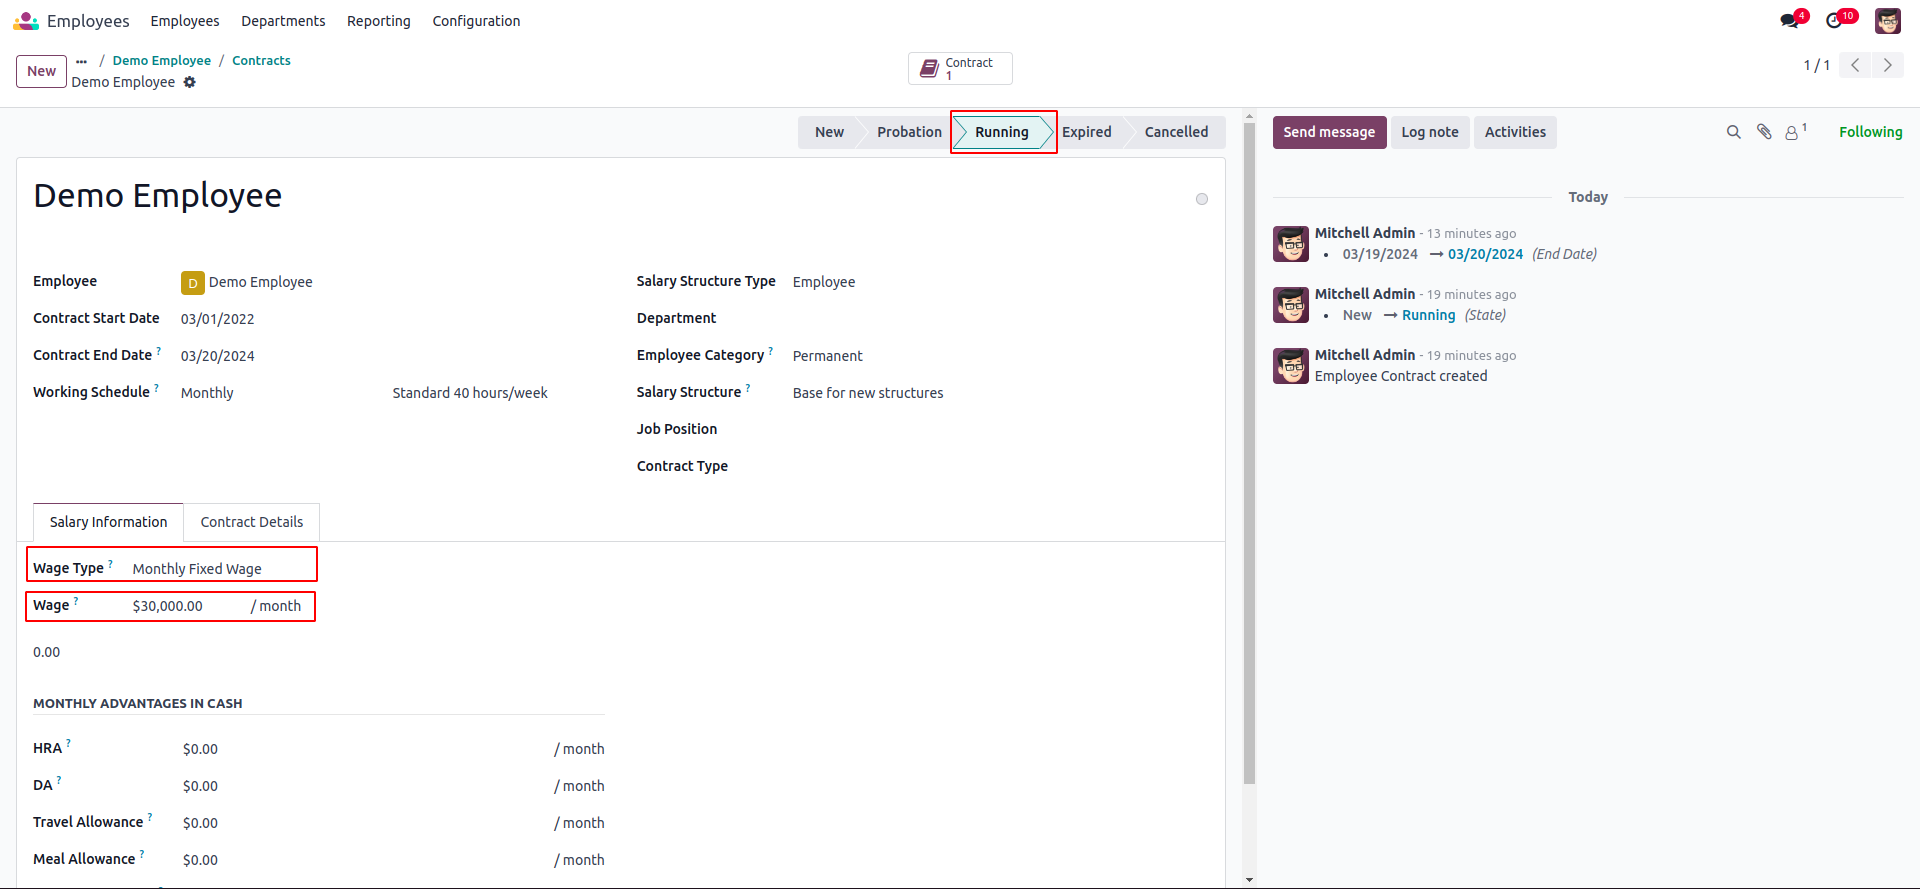 Employees Employees Departments Reporting Configuration 4 10
New ... / Demo Employee / Contracts
Demo Employee
Contract
1
1 / 1
New Probation Running Expired Cancelled
Send message Log note Activities 1 Following
Demo Employee
Employee D Demo Employee
Contract Start Date 03/01/2022
Contract End Date ? 03/20/2024
Working Schedule ? Monthly Standard 40 hours/week
Salary Structure Type Employee
Department
Employee Category ? Permanent
Salary Structure ? Base for new structures
Job Position
Contract Type
Salary Information Contract Details
Wage Type ? Monthly Fixed Wage
Wage ? $30,000.00 / month
0.00
MONTHLY ADVANTAGES IN CASH
HRA ? $0.00 / month
DA ? $0.00 / month
Travel Allowance ? $0.00 / month
Meal Allowance ? $0.00 / month
Today
Mitchell Admin - 13 minutes ago
• 03/19/2024 → 03/20/2024 (End Date)
Mitchell Admin - 19 minutes ago
• New → Running (State)
Mitchell Admin - 19 minutes ago
Employee Contract created